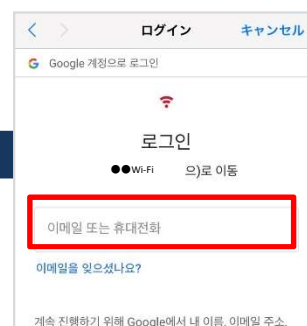 ログイン キャンセル
Google 계정으로 로그인
로그인
●●Wi-Fi 으)로 이동
이메일 또는 휴대전화
이메일을 잊으셨나요?
계속 진행하기 위해 Google에서 내 이름, 이메일 주소,